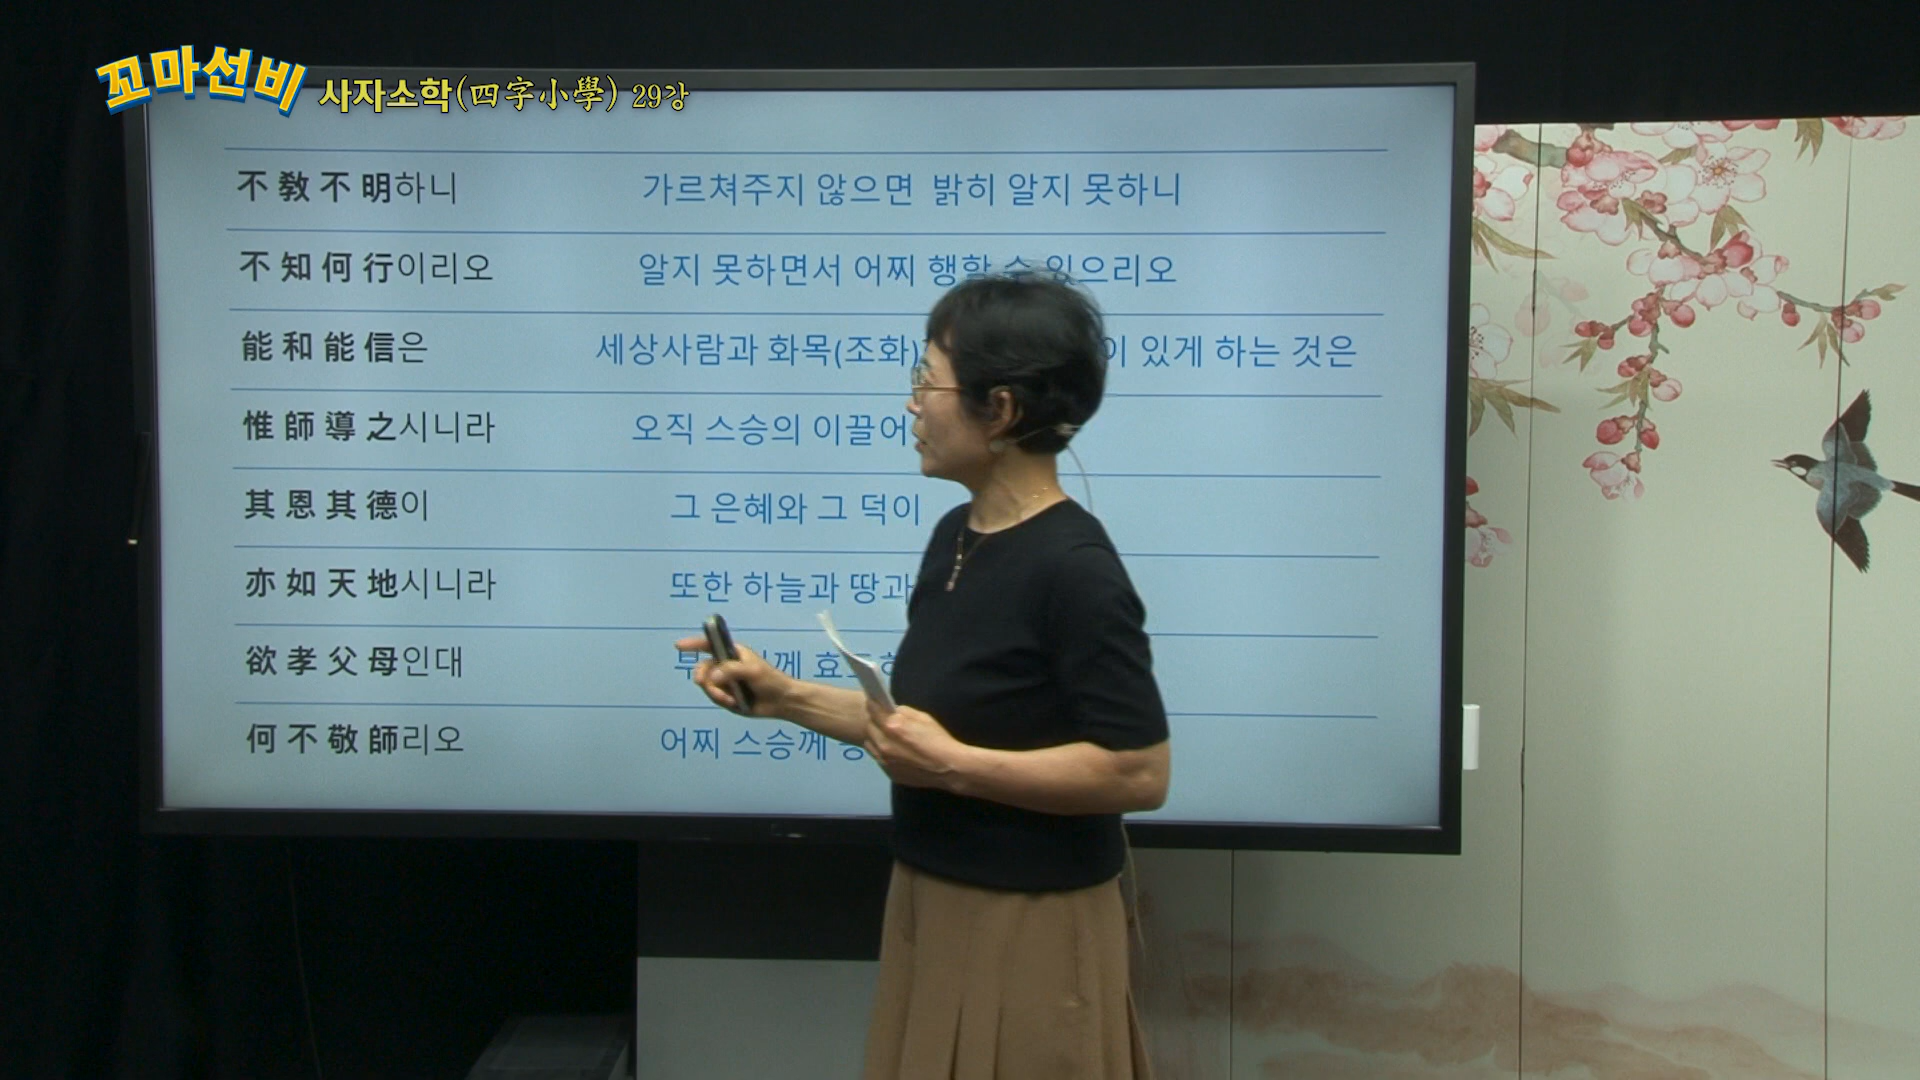 꼬마선비 사자소학(四字小學) 29강
不敎不明하니 가르쳐주지 않으면 밝히 알지 못하니
不知何行이리오 알지 못하면서 어찌 행할 수 있으리오
能和能信은 세상사람과 화목(조화) 있게 하는 것은
惟師導之시니라 오직 스승의 이끌어
其恩其德이 그 은혜와 그 덕이
亦如天地시니라 또한 하늘과 땅과
欲孝父母인대 효도
何不敬師리오 어찌 스승께